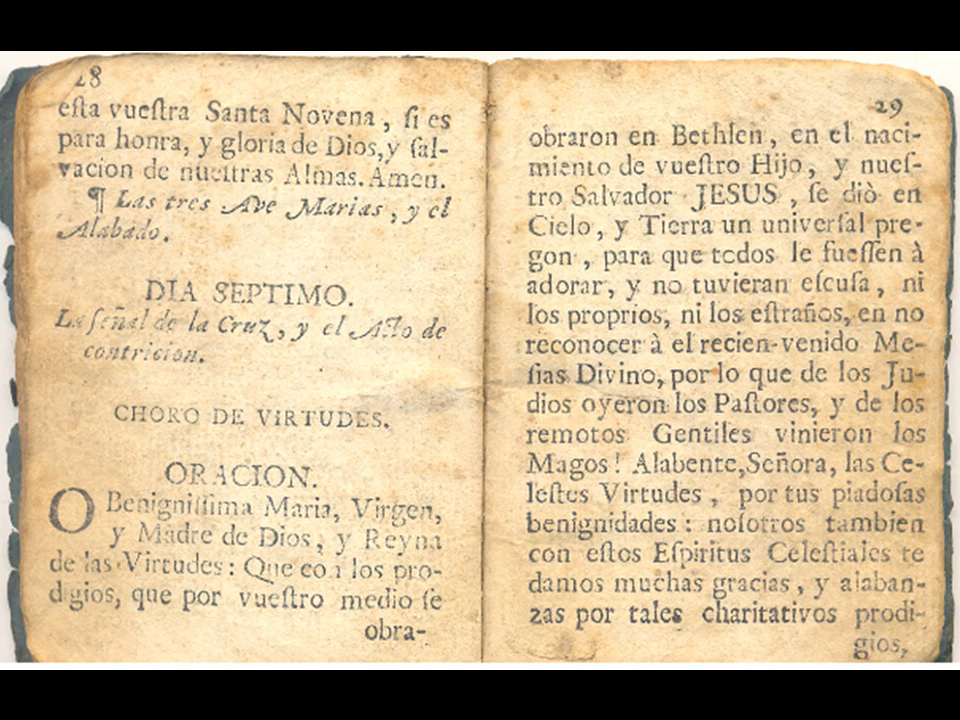 28
eſta vueſtra Santa Novena, ſi es
para honra, y gloria de Dios, y ſal-
vacion de nueſtras Almas. Amen.
¶ Las tres Ave Marias, y el
Alabado.
DIA SEPTIMO.
La ſeñal de la Cruz, y el Acto de
contricion.
CHORO DE VIRTUDES.
ORACION.
O Benigniſſima Maria, Virgen,
y Madre de Dios, y Reyna
de las Virtudes: Que con los pro-
digios, que por vueſtro medio ſe
obra-
29
obraron en Bethlen, en el naci-
miento de vueſtro Hijo, y nueſ-
tro Salvador JESUS, ſe diò en
Cielo, y Tierra un univerſal pre-
gon, para que todos le fueſſen à
adorar, y no tuvieran eſcuſa, ni
los proprios, ni los eſtraños, en no
reconocer à el recien-venido Me-
ſias Divino, por lo que de los Ju-
dios oyeron los Paſtores, y de los
remotos Gentiles vinieron los
Magos! Alabente, Señora, las Ce-
leſtes Virtudes, por tus piadoſas
benignidades: noſotros tambien
con eſtos Eſpiritus Celeſtiales te
damos muchas gracias, y alaban-
zas por tales charitativos prodi-
gios,